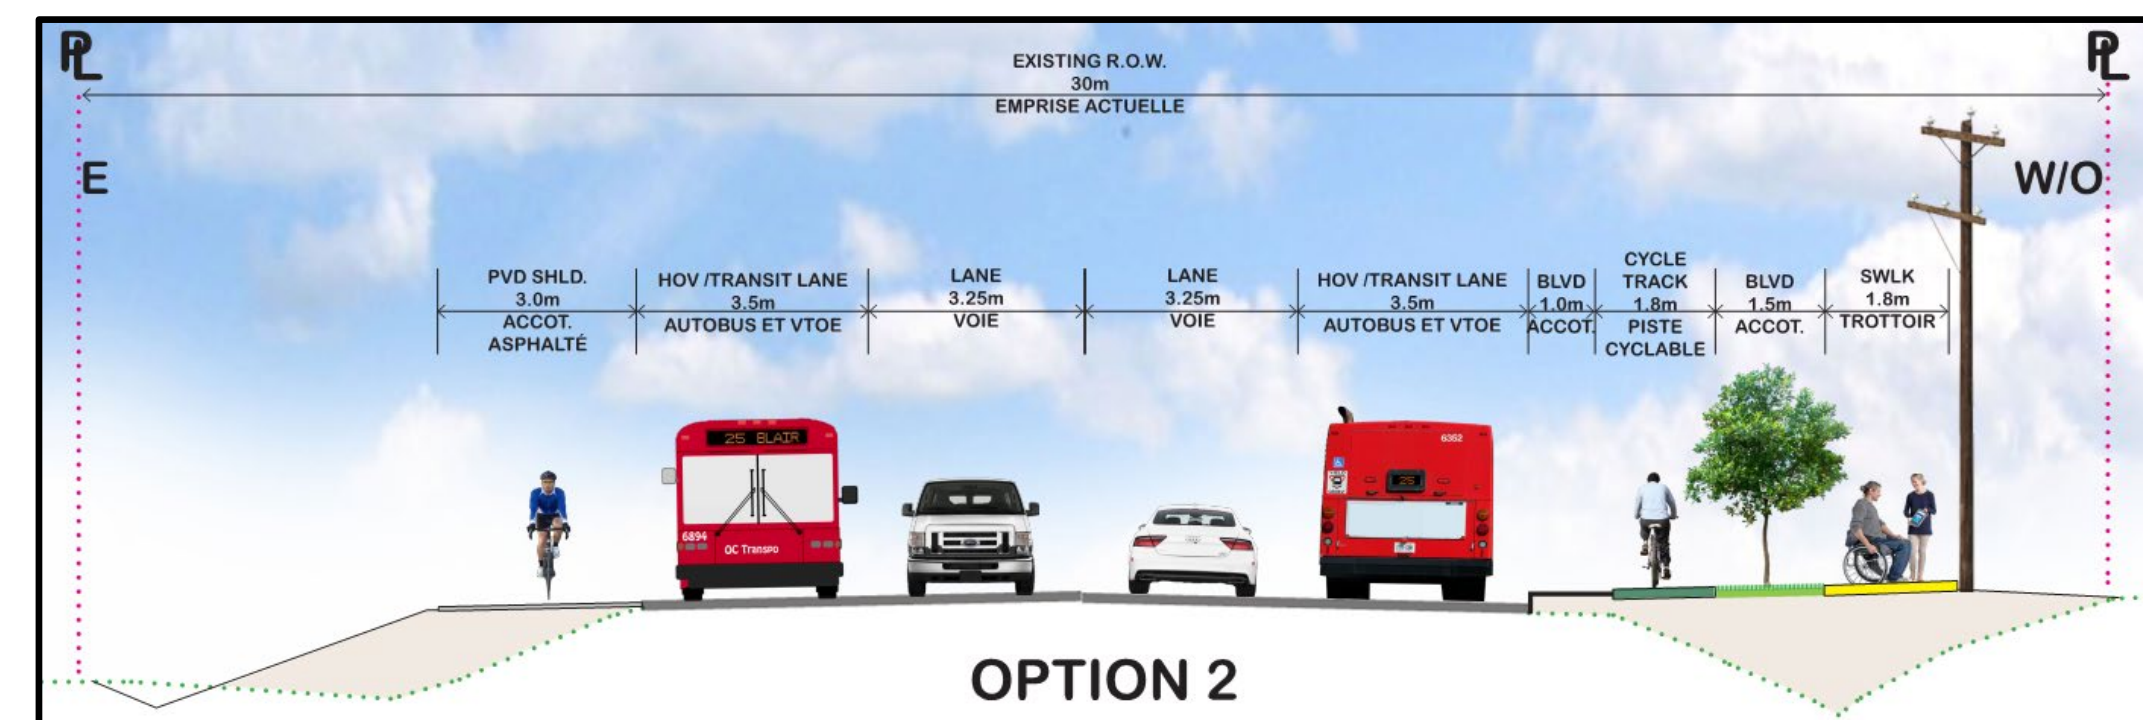 PL
PL
EXISTING R.O.W.
30m
EMPRISE ACTUELLE
E
W/O
PVD SHLD.
3.0m
ACCOT.
ASPHALTÉ
HOV /TRANSIT LANE
3.5m
AUTOBUS ET VTOE
LANE
3.25m
VOIE
LANE
3.25m
VOIE
HOV /TRANSIT LANE
3.5m
AUTOBUS ET VTOE
BLVD
1.0m
ACCOT.
CYCLE
TRACK
1.8m
PISTE
CYCLABLE
BLVD
1.5m
ACCOT.
SWLK
1.8m
TROTTOIR
25 BLAIR
6894
OC Transpo
6352
25
OPTION 2